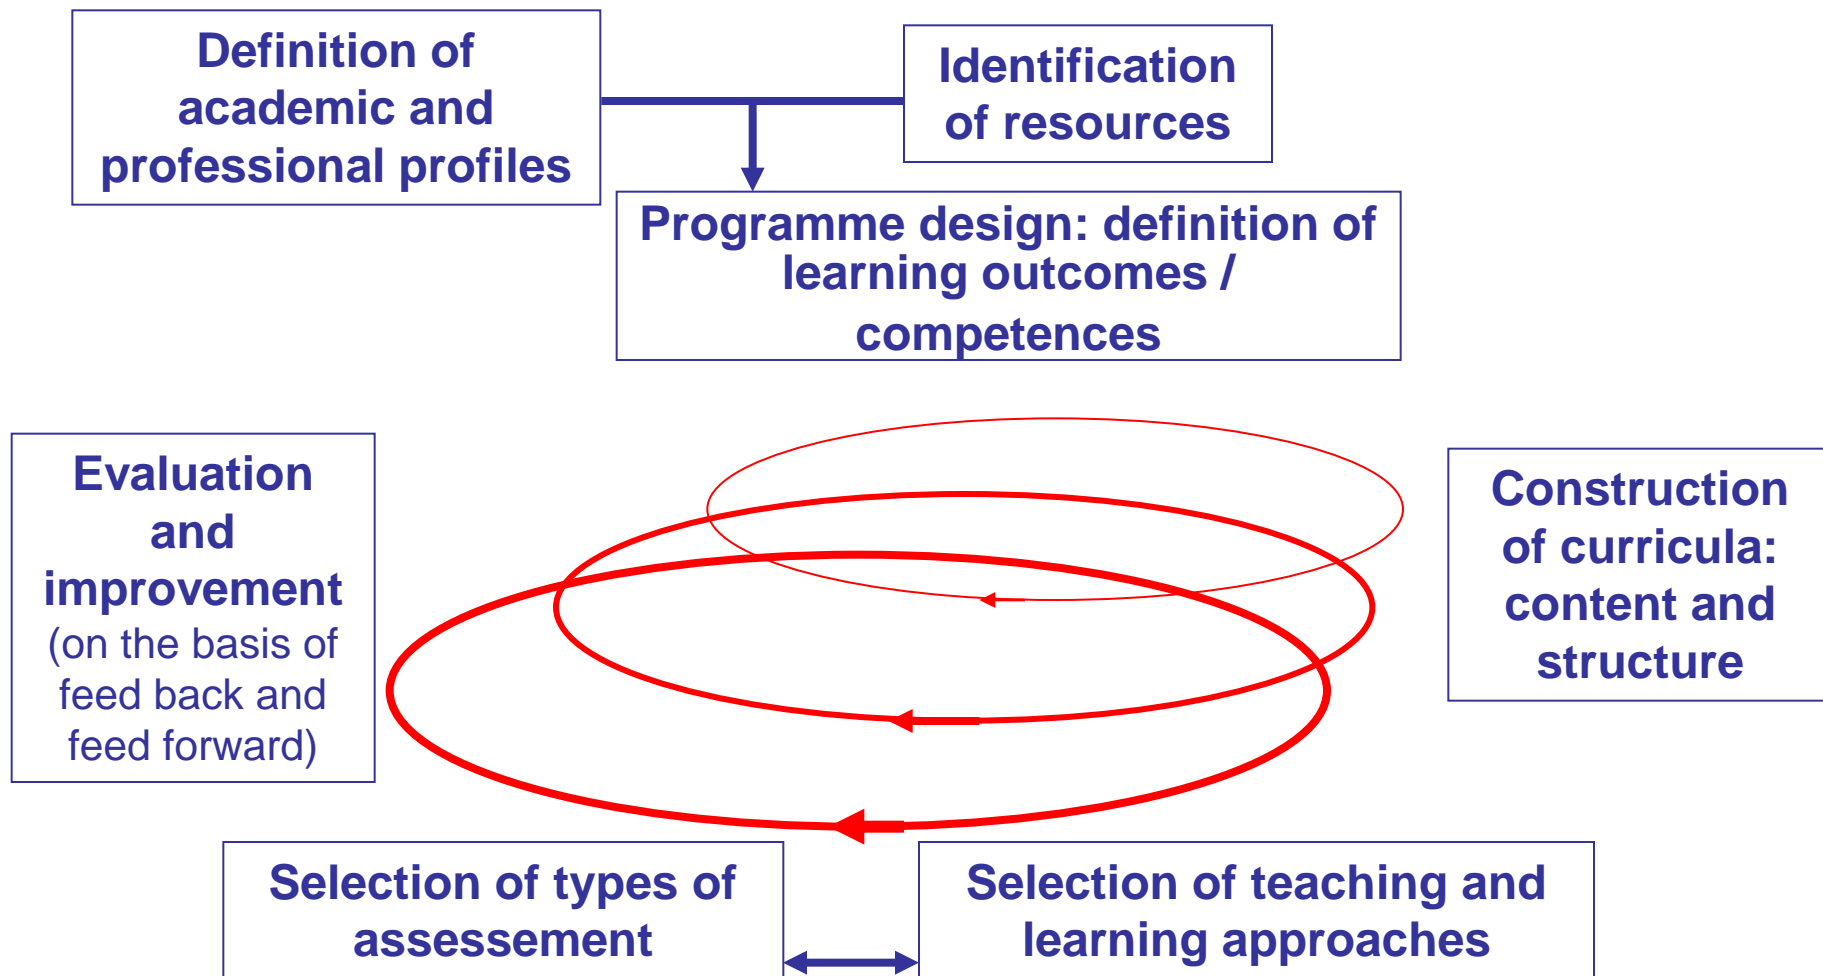 Definition of
academic and
professional profiles
Identification
of resources
Programme design: definition of
learning outcomes /
competences
Evaluation
and
improvement
(on the basis of
feed back and
feed forward)
Construction
of curricula:
content and
structure
Selection of types of
assessement
Selection of teaching and
learning approaches